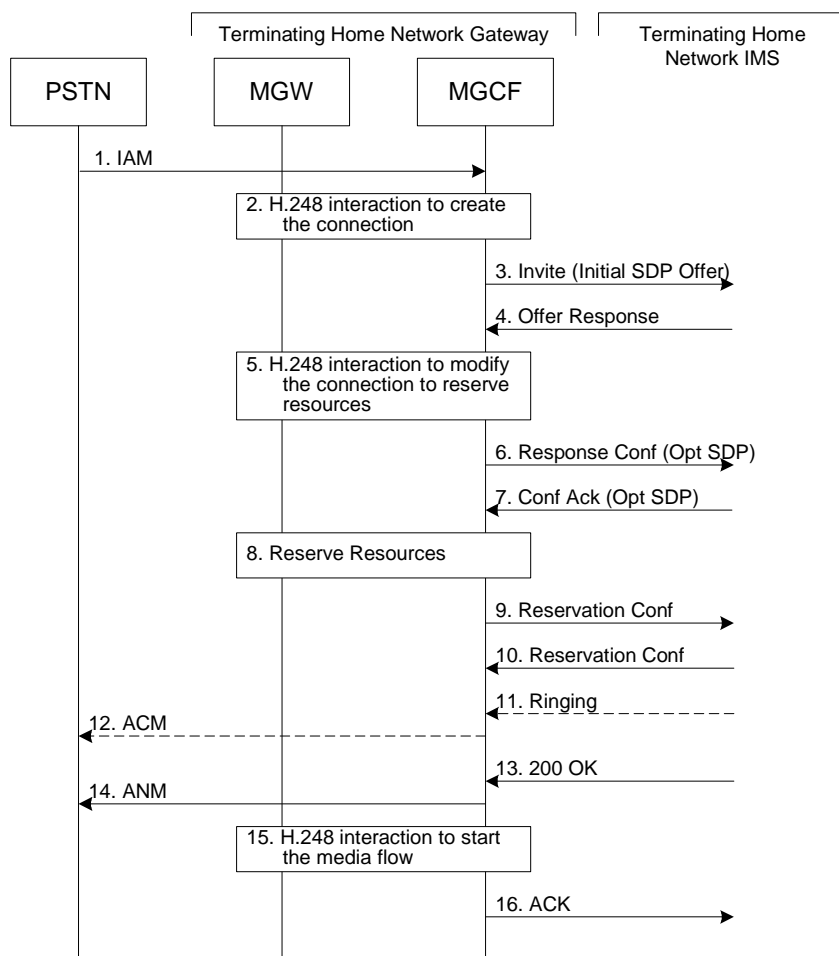 Terminating Home Network Gateway
Terminating Home
Network IMS
PSTN
MGW
MGCF
1. IAM
2. H.248 interaction to create
the connection
3. Invite (Initial SDP Offer)
4. Offer Response
5. H.248 interaction to modify
the connection to reserve
resources
6. Response Conf (Opt SDP)
7. Conf Ack (Opt SDP)
8. Reserve Resources
9. Reservation Conf
10. Reservation Conf
11. Ringing
12. ACM
13. 200 OK
14. ANM
15. H.248 interaction to start
the media flow
16. ACK